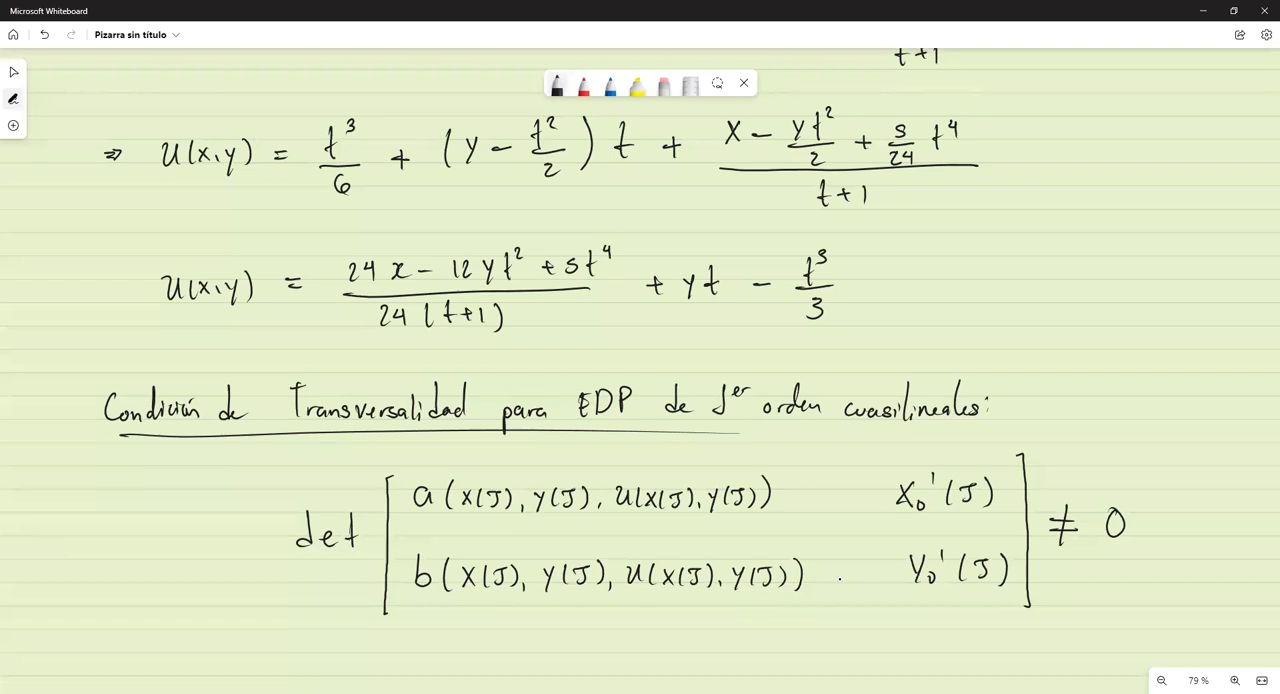 Microsoft Whiteboard
Pizarra sin título
t+1
⇒ u(x,y) = t³/6 + (y − t²/2) t + (x − yt²/2 + 5/24 t⁴)/(t+1)
u(x,y) = (24x − 12yt² + 5t⁴)/(24(t+1)) + yt − t³/3
Condición de Transversalidad para EDP de 1er orden cuasilineales:
det [ a(x(s), y(s), u(x(s), y(s))) x₀'(s)
b(x(s), y(s), u(x(s), y(s))) y₀'(s) ] ≠ 0
79 %